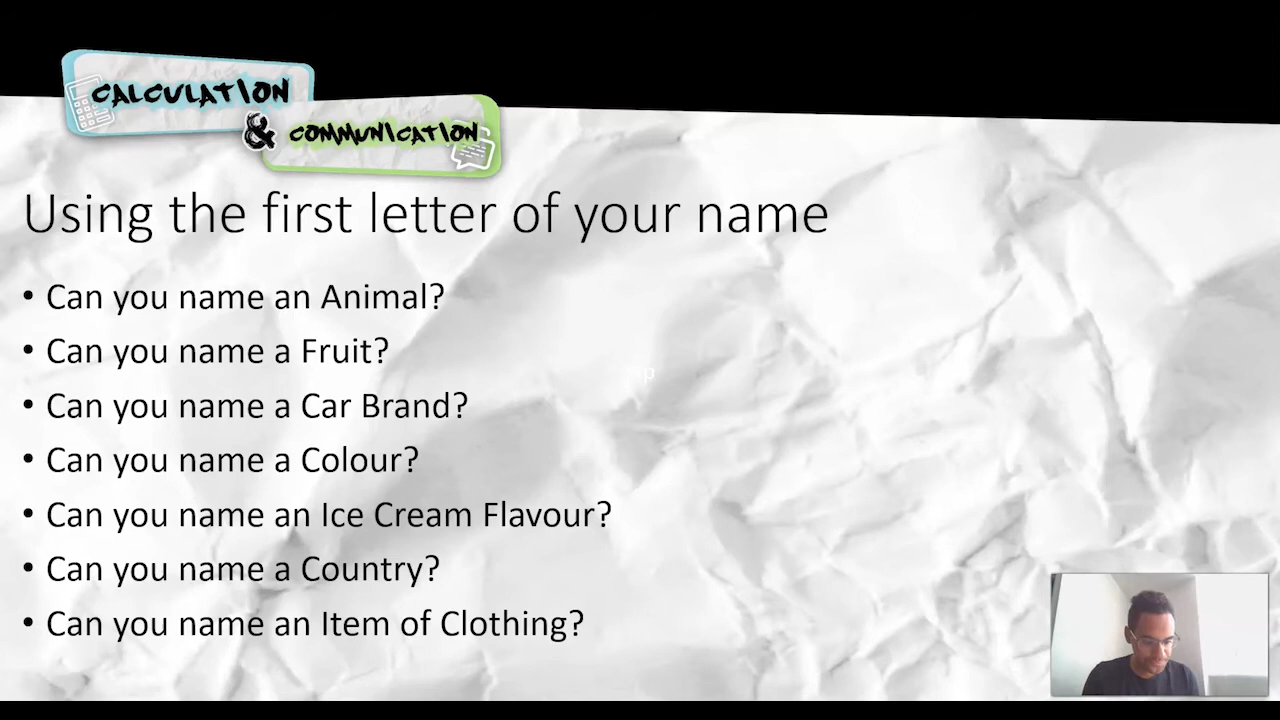 CALCULATION
& COMMUNICATION
Using the first letter of your name
• Can you name an Animal?
• Can you name a Fruit?
• Can you name a Car Brand?
• Can you name a Colour?
• Can you name an Ice Cream Flavour?
• Can you name a Country?
• Can you name an Item of Clothing?